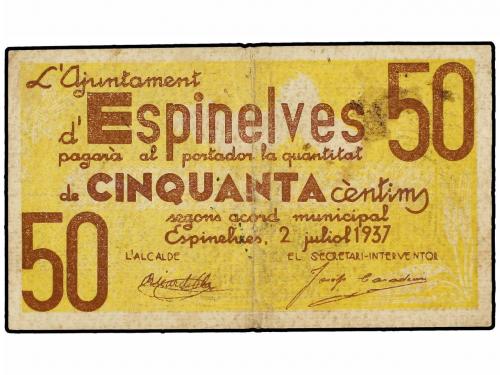 L'Ajuntament
d'Espinelves 50
pagarà al portador la quantitat
de CINQUANTA cèntims
segons acord municipal
Espinelves, 2 juliol 1937
50
L'ALCALDE EL SECRETARI-INTERVENTOR